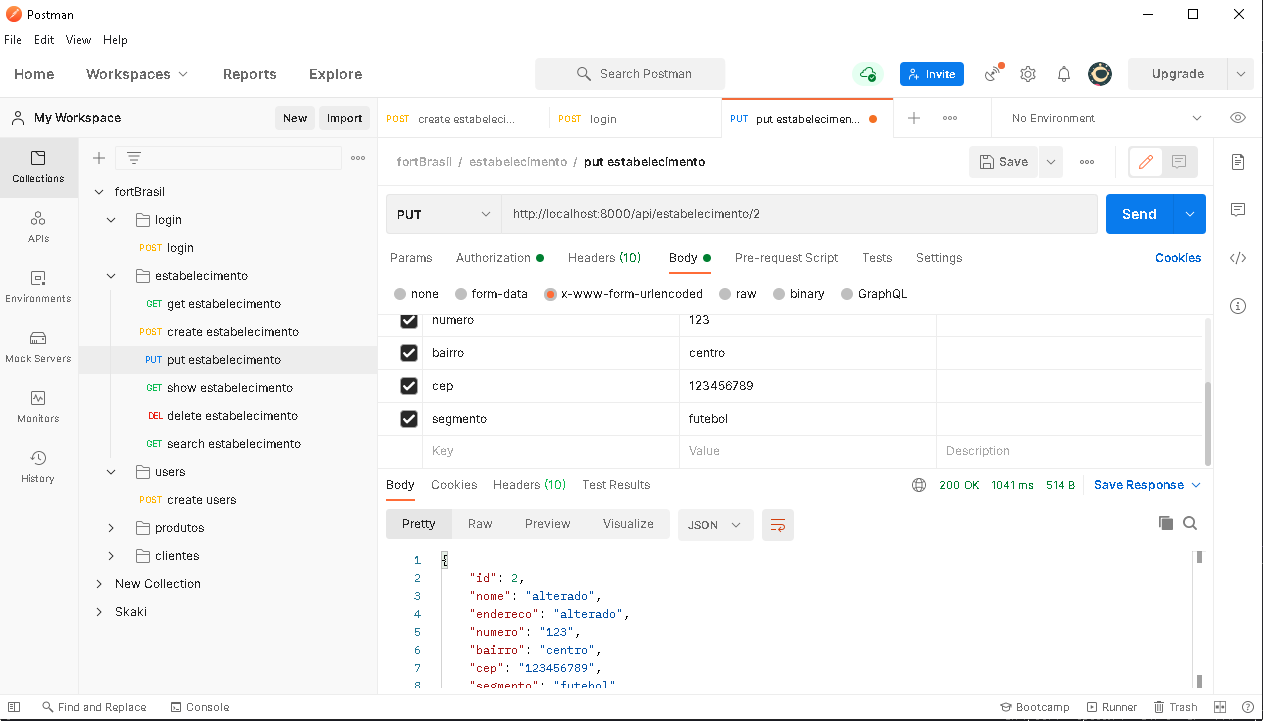 Postman
File Edit View Help
Home Workspaces Reports Explore Search Postman Invite Upgrade
My Workspace New Import POST create estabeleci... POST login PUT put estabelecimen... No Environment
Collections
APIs
Environments
Mock Servers
Monitors
History
fortBrasil
login
POST login
estabelecimento
GET get estabelecimento
POST create estabelecimento
PUT put estabelecimento
GET show estabelecimento
DEL delete estabelecimento
GET search estabelecimento
users
POST create users
produtos
clientes
New Collection
Skaki
fortBrasil / estabelecimento / put estabelecimento Save
PUT http://localhost:8000/api/estabelecimento/2 Send
Params Authorization Headers (10) Body Pre-request Script Tests Settings Cookies
none form-data x-www-form-urlencoded raw binary GraphQL
numero 123
bairro centro
cep 123456789
segmento futebol
Key Value Description
Body Cookies Headers (10) Test Results 200 OK 1041 ms 514 B Save Response
Pretty Raw Preview Visualize JSON
1 {
2 "id": 2,
3 "nome": "alterado",
4 "endereco": "alterado",
5 "numero": "123",
6 "bairro": "centro",
7 "cep": "123456789",
8 "segmento": "futebol"
Find and Replace Console Bootcamp Runner Trash